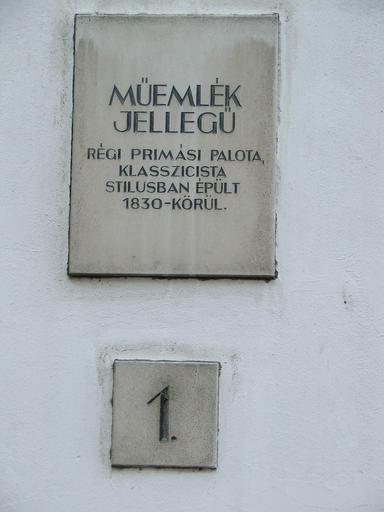 MŰEMLÉK
JELLEGŰ
RÉGI PRIMÁSI PALOTA,
KLASSZICISTA
STILUSBAN ÉPÜLT
1830-KÖRÜL.
1.